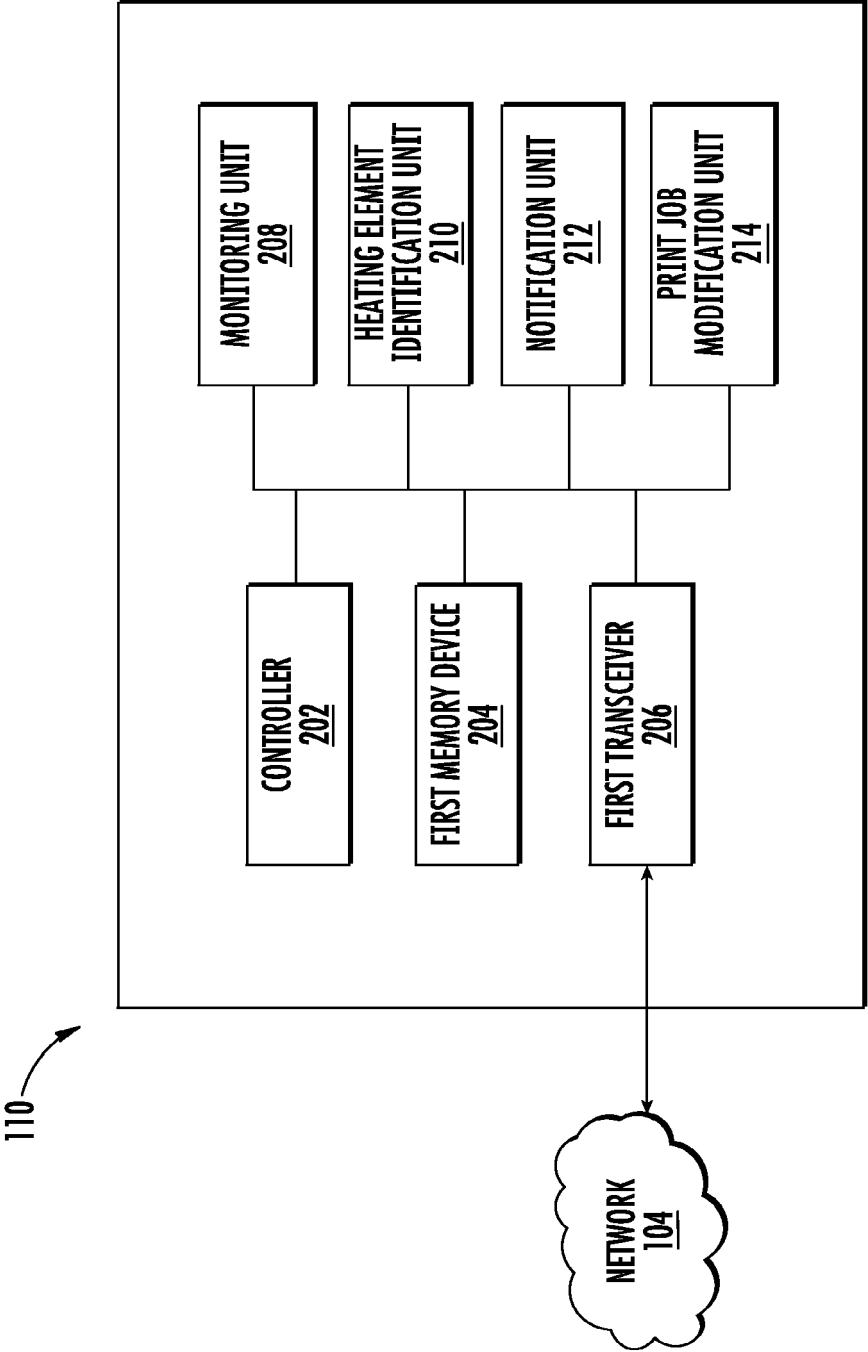 110
NETWORK
104
CONTROLLER
202
FIRST MEMORY DEVICE
204
FIRST TRANSCEIVER
206
MONITORING UNIT
208
HEATING ELEMENT
IDENTIFICATION UNIT
210
NOTIFICATION UNIT
212
PRINT JOB
MODIFICATION UNIT
214